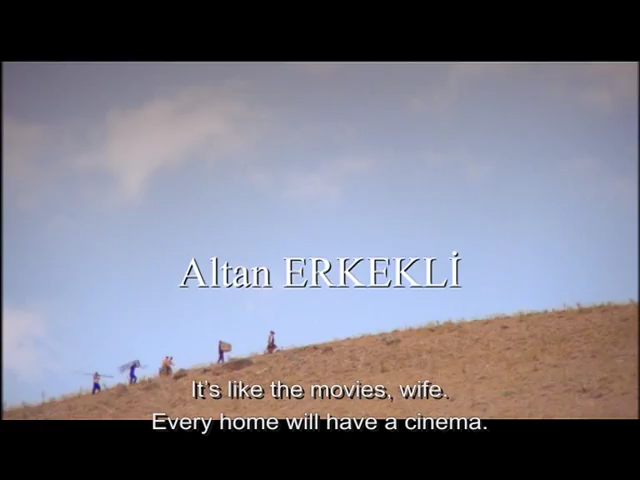 Altan ERKEKLİ
It's like the movies, wife.
Every home will have a cinema.